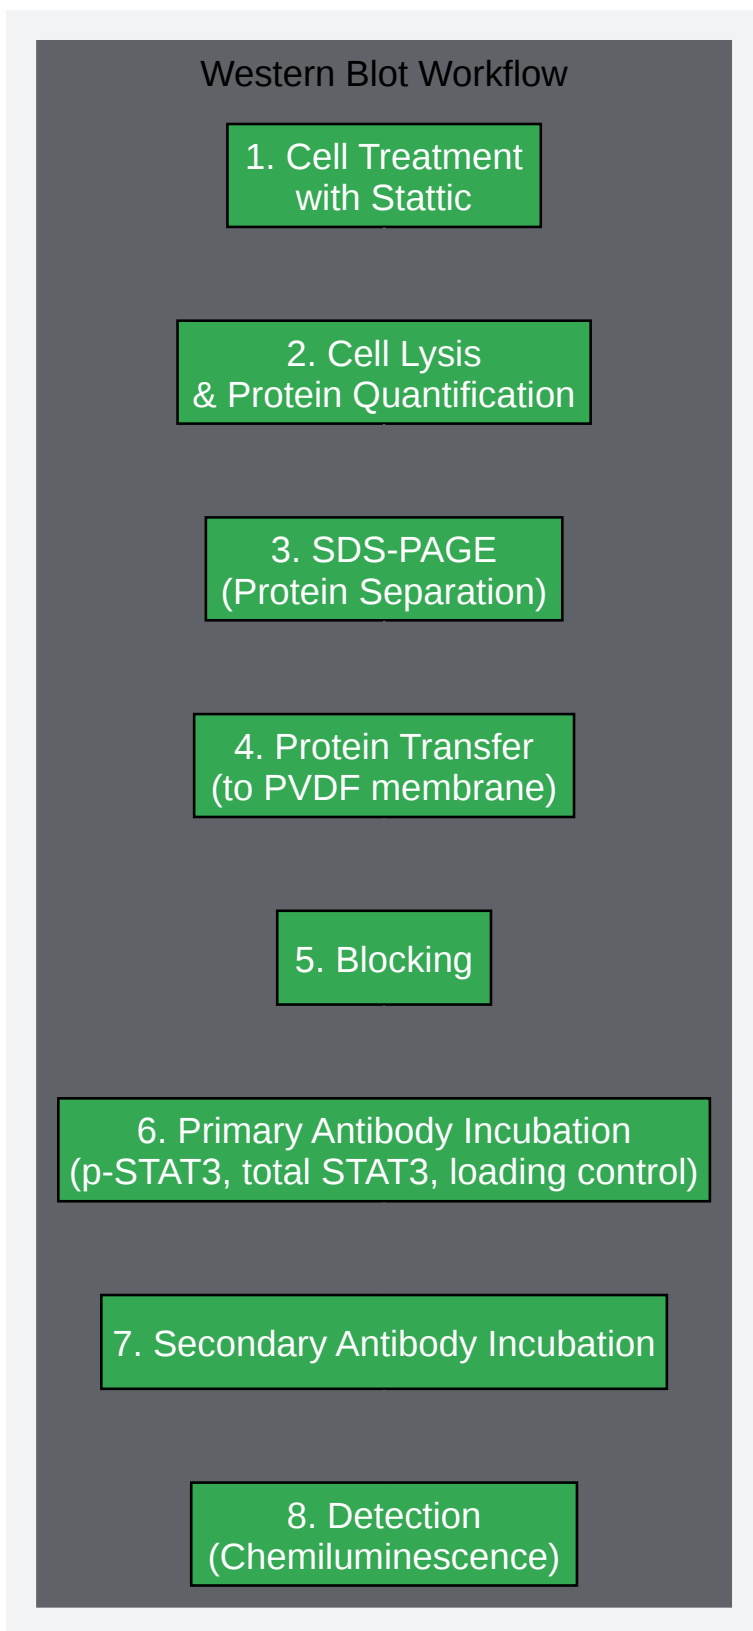 Western Blot Workflow
1. Cell Treatment
with Stattic
2. Cell Lysis
& Protein Quantification
3. SDS-PAGE
(Protein Separation)
4. Protein Transfer
(to PVDF membrane)
5. Blocking
6. Primary Antibody Incubation
(p-STAT3, total STAT3, loading control)
7. Secondary Antibody Incubation
8. Detection
(Chemiluminescence)